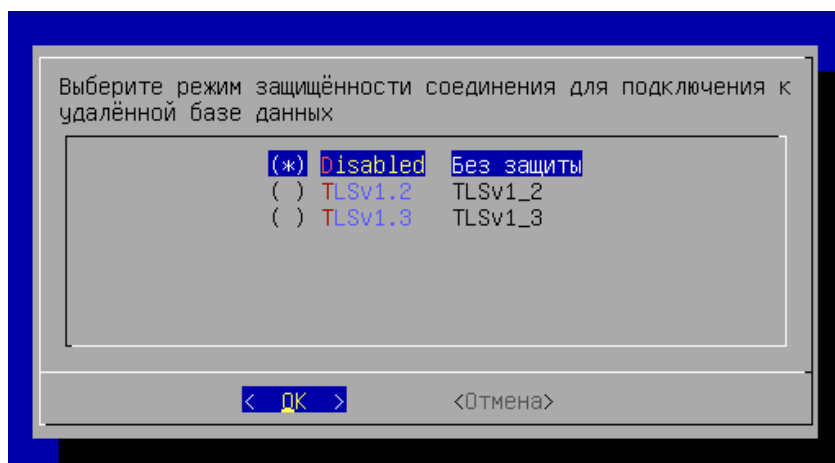 Выберите режим защищённости соединения для подключения к
удалённой базе данных
(*) Disabled Без защиты
( ) TLSv1.2 TLSv1_2
( ) TLSv1.3 TLSv1_3
< OK > <Отмена>